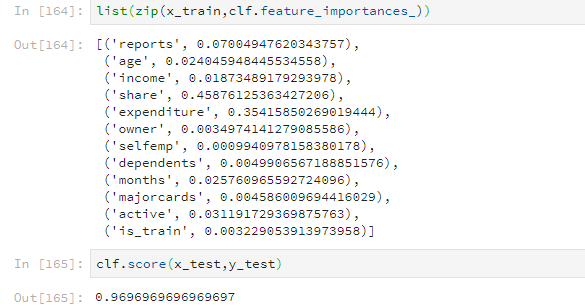 In [164]: list(zip(x_train,clf.feature_importances_))
Out[164]: [('reports', 0.07004947620343757),
('age', 0.024045948445534558),
('income', 0.01873489179293978),
('share', 0.45876125363427206),
('expenditure', 0.35415850269019444),
('owner', 0.0034974141279085586),
('selfemp', 0.0009940978158380178),
('dependents', 0.0049906567188851576),
('months', 0.025760965592724096),
('majorcards', 0.004586009694416029),
('active', 0.031191729369875763),
('is_train', 0.003229053913973958)]
In [165]: clf.score(x_test,y_test)
Out[165]: 0.9696969696969697